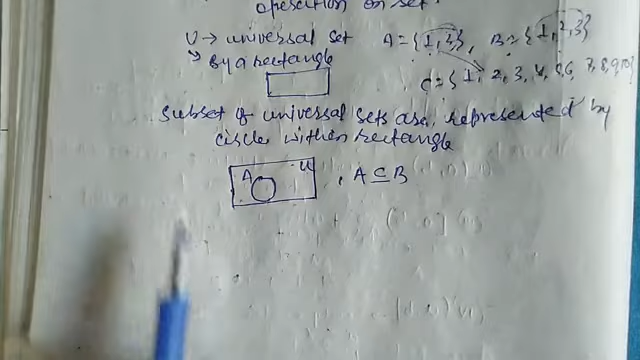 operation on set.
U → universal set A = {1, 3}, B = {1, 2, 3}
↳ by a rectangle
C = {1, 2, 3, 4, 5, 6, 7, 8, 9, 10}
Subset of universal sets are represented by
circle within rectangle
A U , A ⊆ B